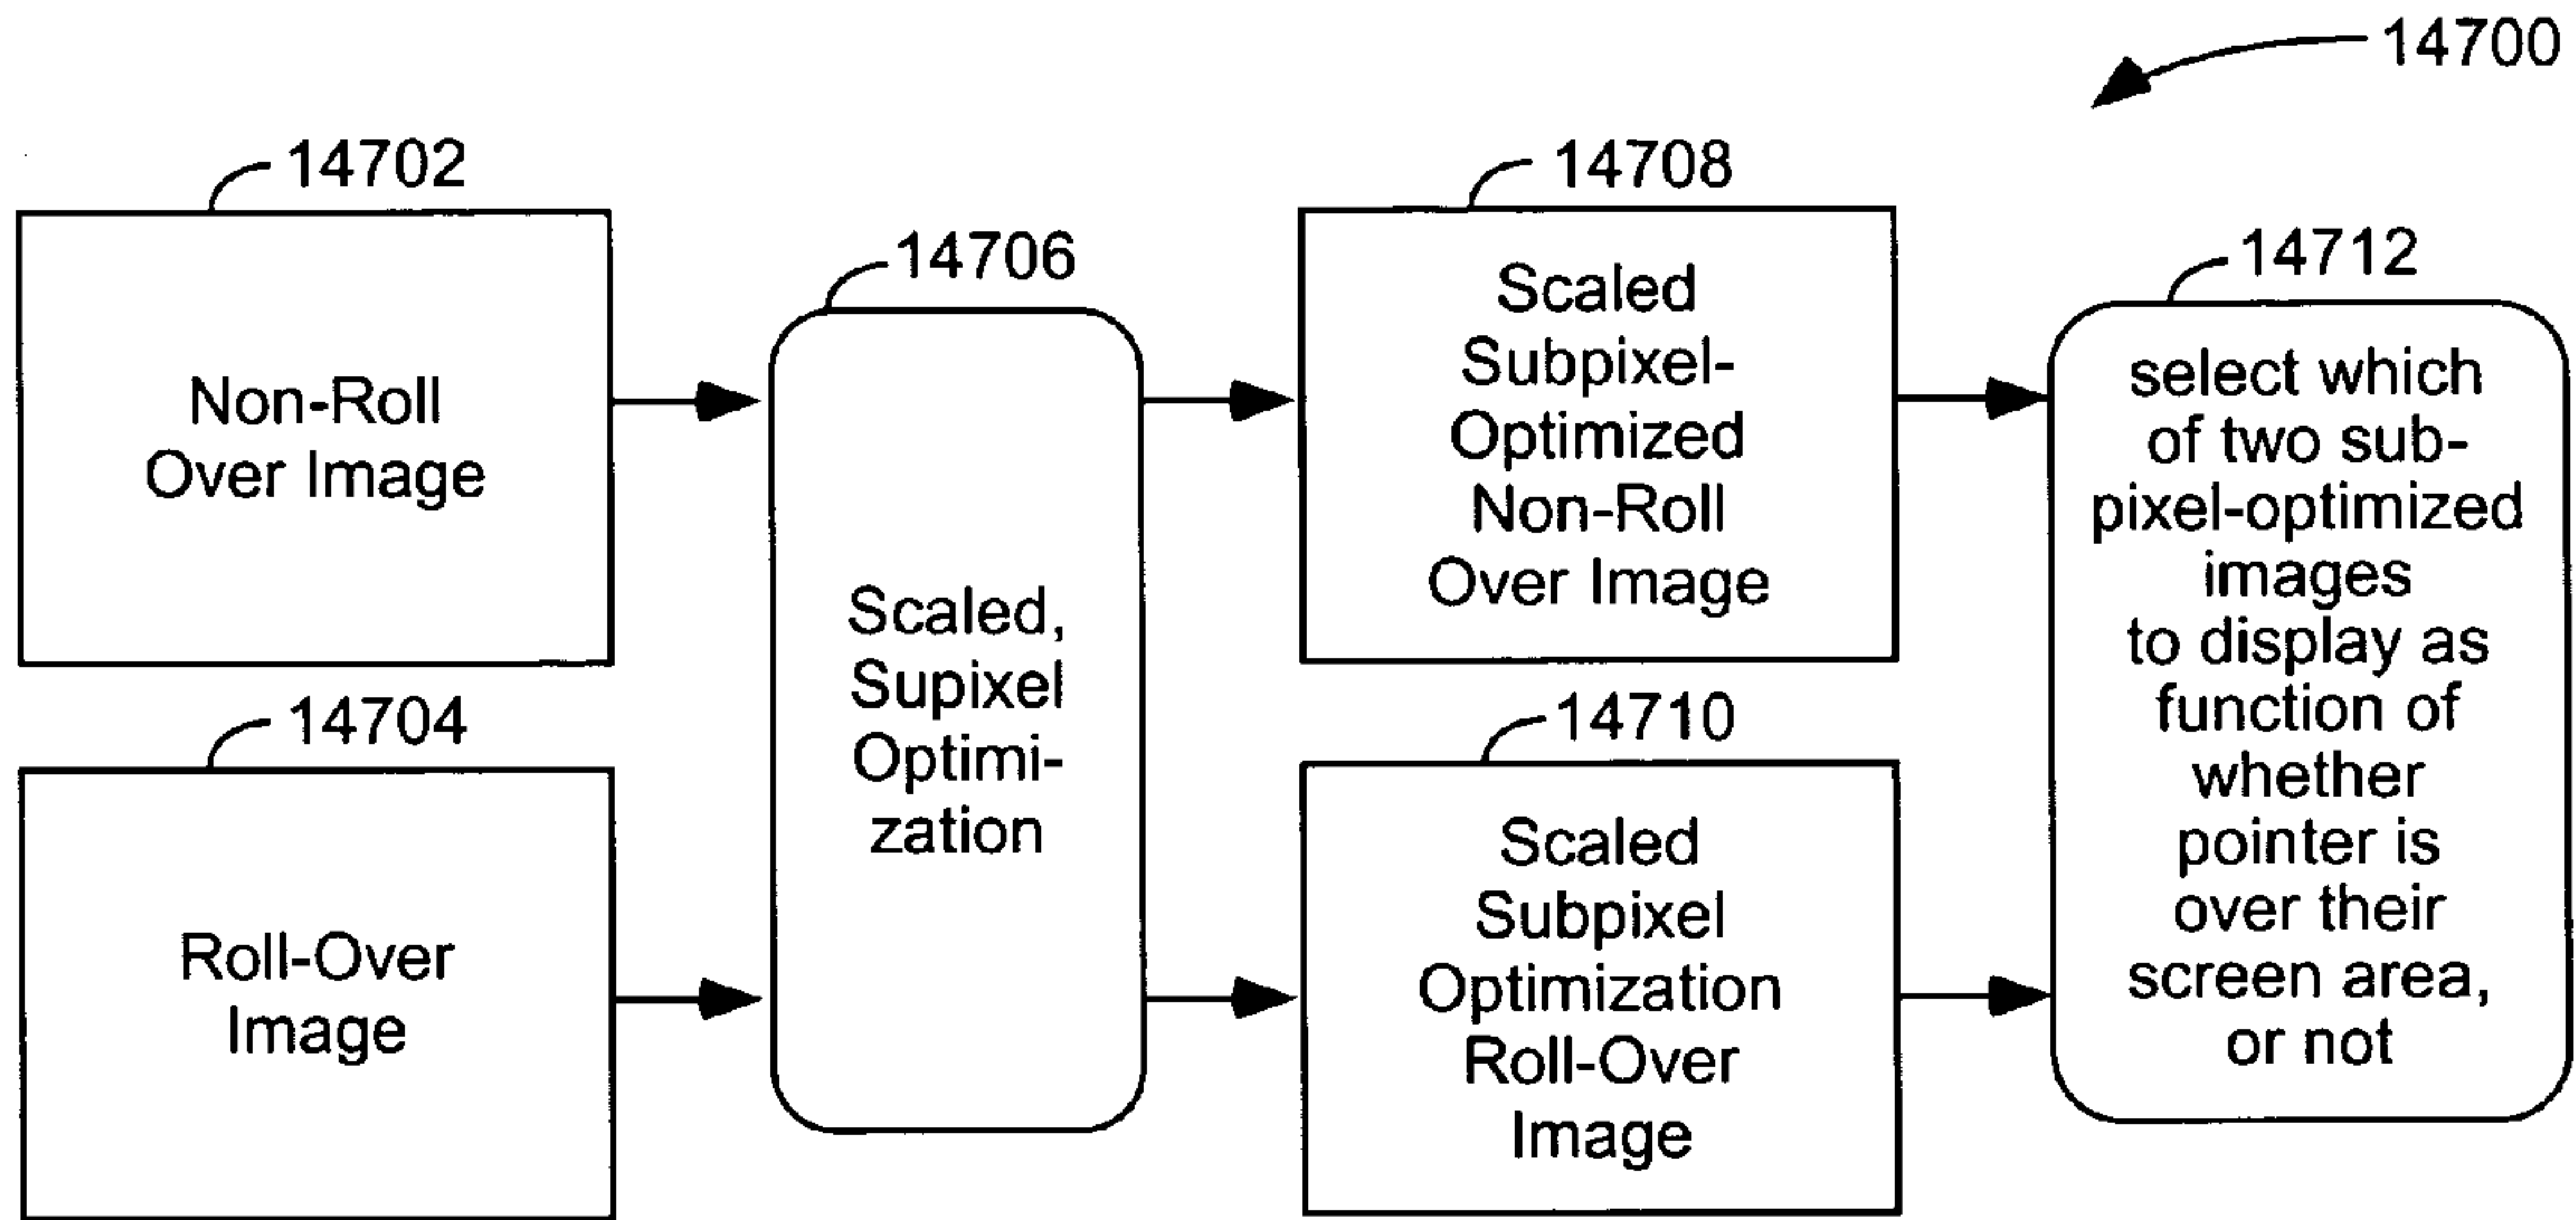 14700
14702
Non-Roll
Over Image
14704
Roll-Over
Image
14706
Scaled,
Supixel
Optimi-
zation
14708
Scaled
Subpixel-
Optimized
Non-Roll
Over Image
14710
Scaled
Subpixel
Optimization
Roll-Over
Image
14712
select which
of two sub-
pixel-optimized
images
to display as
function of
whether
pointer is
over their
screen area,
or not